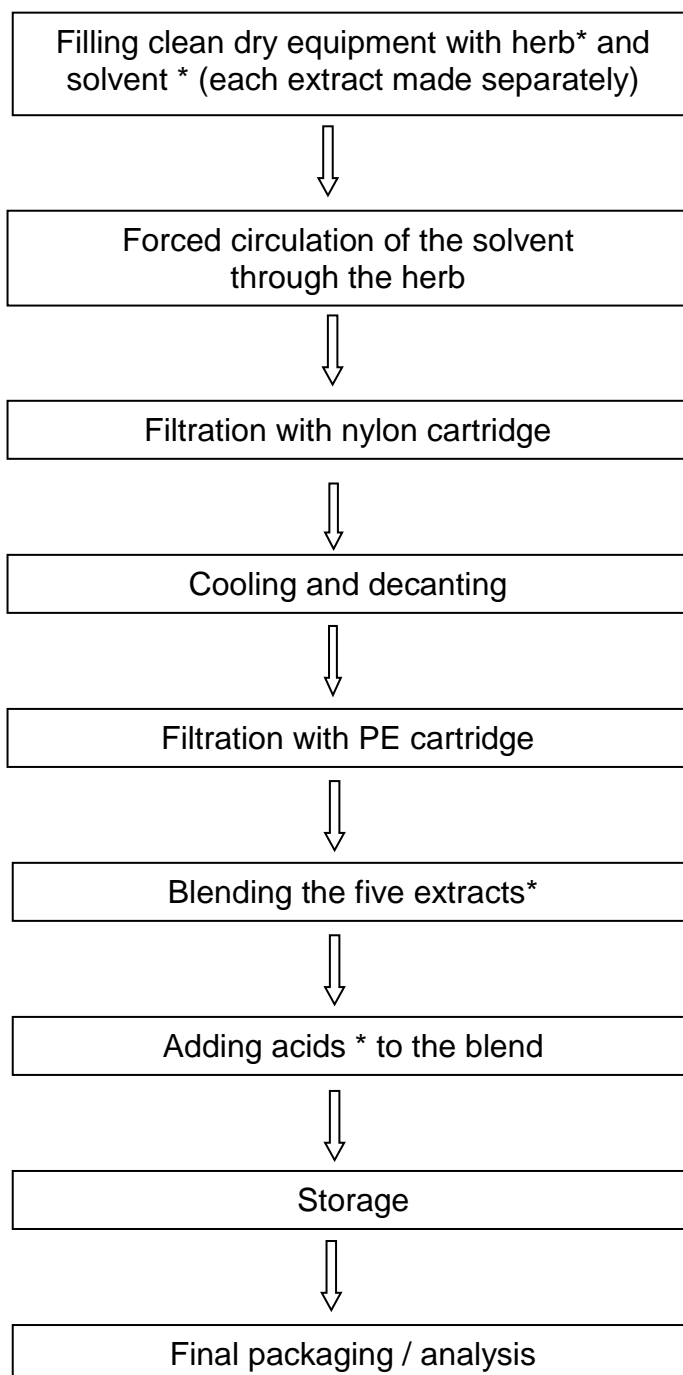 Filling clean dry equipment with herb* and
solvent * (each extract made separately)
Forced circulation of the solvent
through the herb
Filtration with nylon cartridge
Cooling and decanting
Filtration with PE cartridge
Blending the five extracts*
Adding acids * to the blend
Storage
Final packaging / analysis